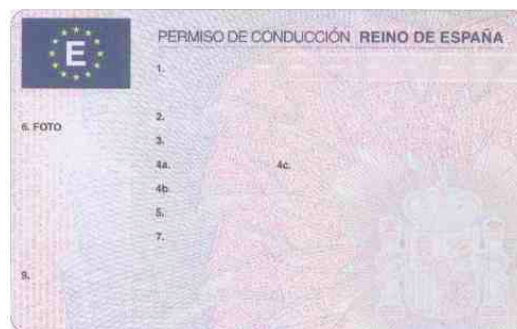 E
PERMISO DE CONDUCCIÓN REINO DE ESPAÑA
1.
2.
6. FOTO
3.
4a. 4c.
4b.
5.
7.
9.